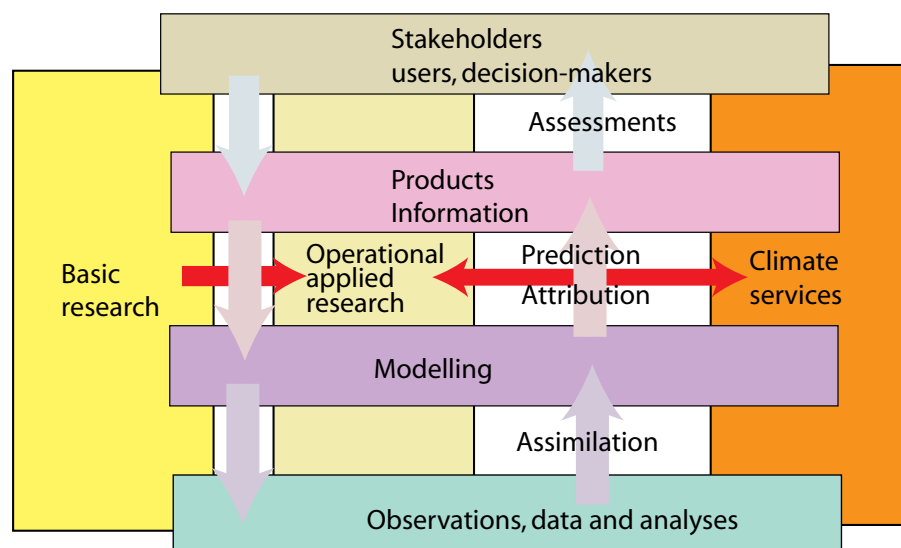 Stakeholders
users, decision-makers
Assessments
Products
Information
Basic
research
Operational
applied
research
Prediction
Attribution
Climate
services
Modelling
Assimilation
Observations, data and analyses